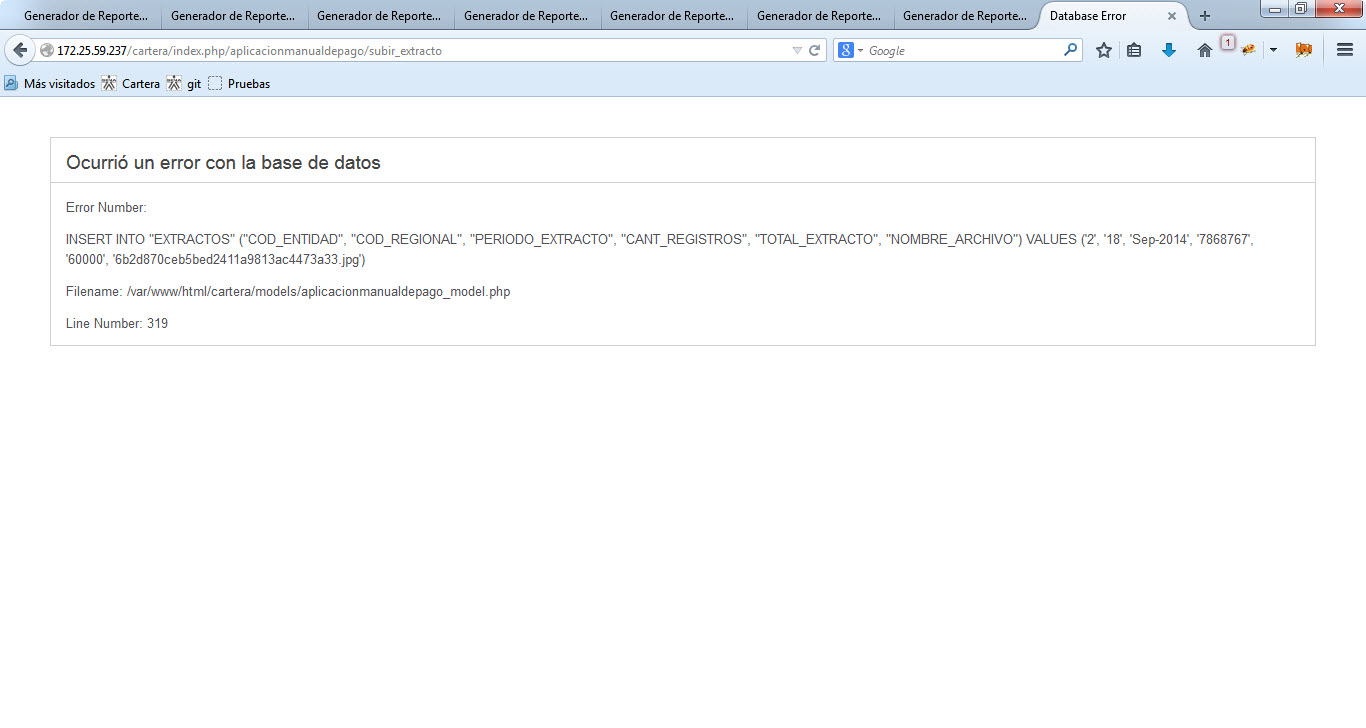 Generador de Reporte... Generador de Reporte... Generador de Reporte... Generador de Reporte... Generador de Reporte... Generador de Reporte... Generador de Reporte... Database Error
172.25.59.237/cartera/index.php/aplicacionmanualdepago/subir_extracto
8 Google
1
Más visitados Cartera git Pruebas
Ocurrió un error con la base de datos
Error Number:
INSERT INTO "EXTRACTOS" ("COD_ENTIDAD", "COD_REGIONAL", "PERIODO_EXTRACTO", "CANT_REGISTROS", "TOTAL_EXTRACTO", "NOMBRE_ARCHIVO") VALUES ('2', '18', 'Sep-2014', '7868767',
'60000', '6b2d870ceb5bed2411a9813ac4473a33.jpg')
Filename: /var/www/html/cartera/models/aplicacionmanualdepago_model.php
Line Number: 319